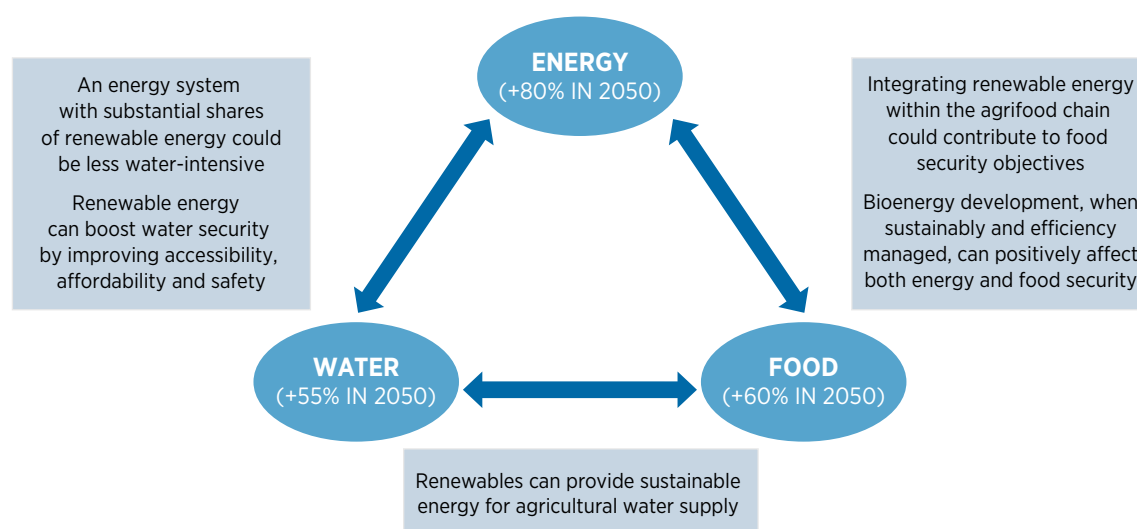 ENERGY
(+80% IN 2050)
An energy system
with substantial shares
of renewable energy could
be less water-intensive
Renewable energy
can boost water security
by improving accessibility,
affordability and safety
Integrating renewable energy
within the agrifood chain
could contribute to food
security objectives
Bioenergy development, when
sustainably and efficiency
managed, can positively affect
both energy and food security
WATER
(+55% IN 2050)
FOOD
(+60% IN 2050)
Renewables can provide sustainable
energy for agricultural water supply